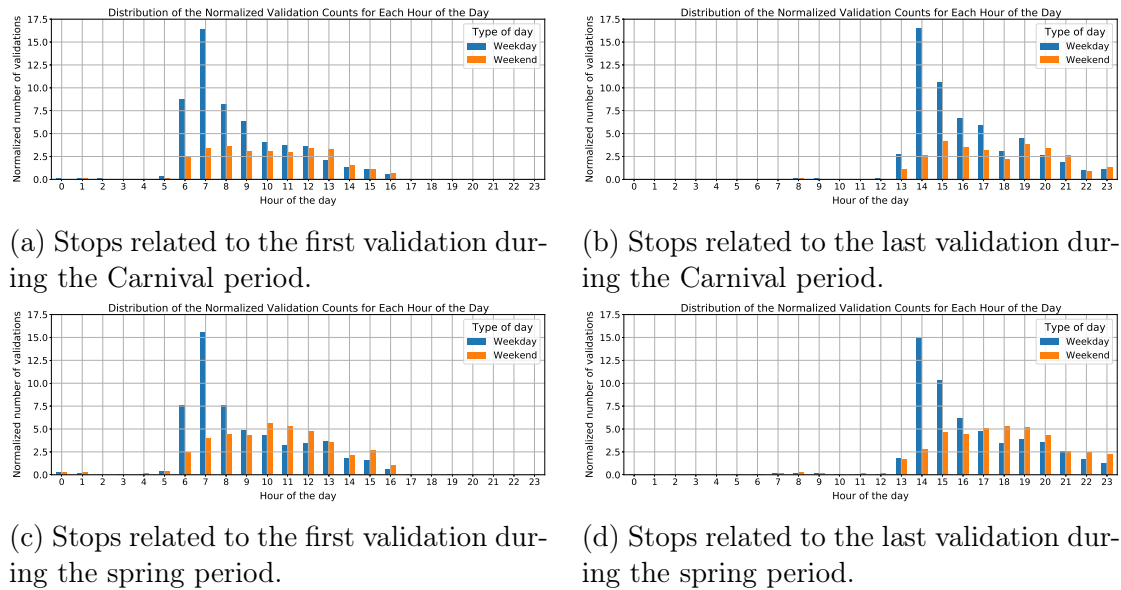 Distribution of the Normalized Validation Counts for Each Hour of the Day
Normalized number of validations
17.5
15.0
12.5
10.0
7.5
5.0
2.5
0.0
Type of day
Weekday
Weekend
0 1 2 3 4 5 6 7 8 9 10 11 12 13 14 15 16 17 18 19 20 21 22 23
Hour of the day
(a) Stops related to the first validation dur-
ing the Carnival period.
Distribution of the Normalized Validation Counts for Each Hour of the Day
Normalized number of validations
17.5
15.0
12.5
10.0
7.5
5.0
2.5
0.0
Type of day
Weekday
Weekend
0 1 2 3 4 5 6 7 8 9 10 11 12 13 14 15 16 17 18 19 20 21 22 23
Hour of the day
(b) Stops related to the last validation dur-
ing the Carnival period.
Distribution of the Normalized Validation Counts for Each Hour of the Day
Normalized number of validations
17.5
15.0
12.5
10.0
7.5
5.0
2.5
0.0
Type of day
Weekday
Weekend
0 1 2 3 4 5 6 7 8 9 10 11 12 13 14 15 16 17 18 19 20 21 22 23
Hour of the day
(c) Stops related to the first validation dur-
ing the spring period.
Distribution of the Normalized Validation Counts for Each Hour of the Day
Normalized number of validations
17.5
15.0
12.5
10.0
7.5
5.0
2.5
0.0
Type of day
Weekday
Weekend
0 1 2 3 4 5 6 7 8 9 10 11 12 13 14 15 16 17 18 19 20 21 22 23
Hour of the day
(d) Stops related to the last validation dur-
ing the spring period.